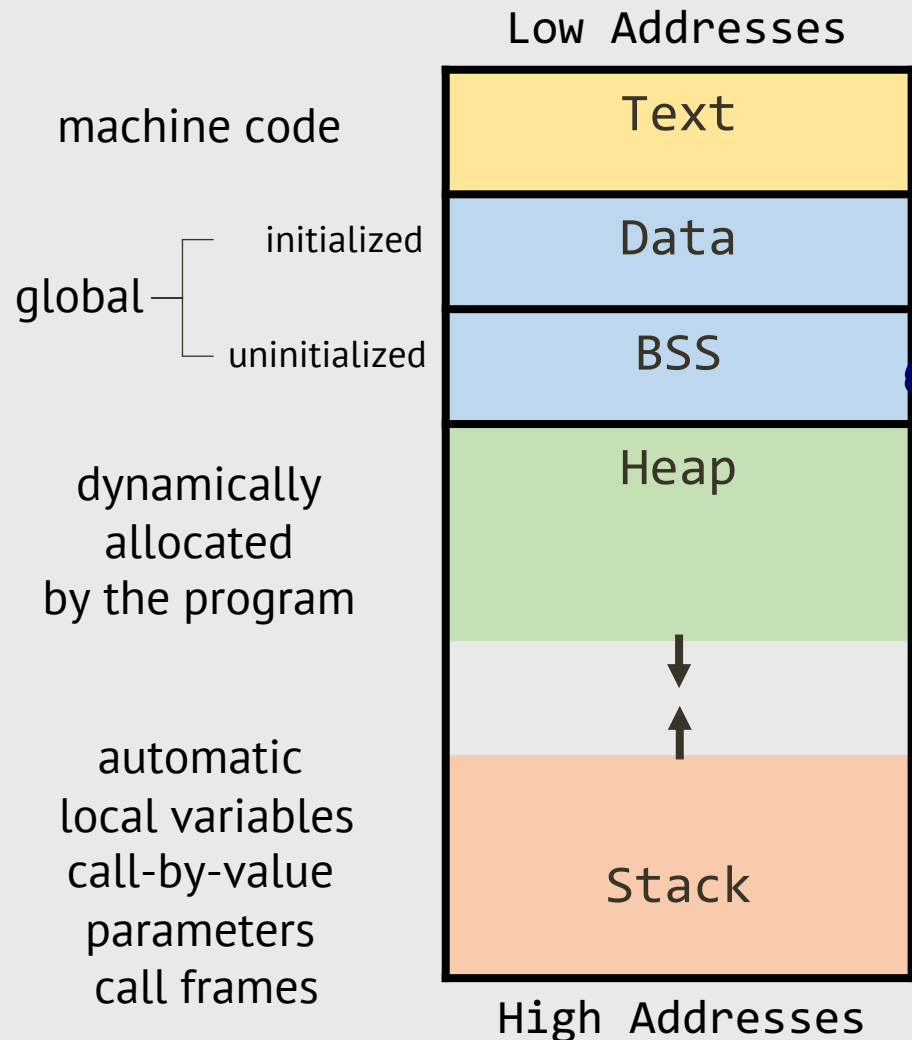 Low Addresses
machine code
Text
global
initialized
Data
uninitialized
BSS
dynamically
allocated
by the program
Heap
automatic
local variables
call-by-value
parameters
call frames
Stack
High Addresses